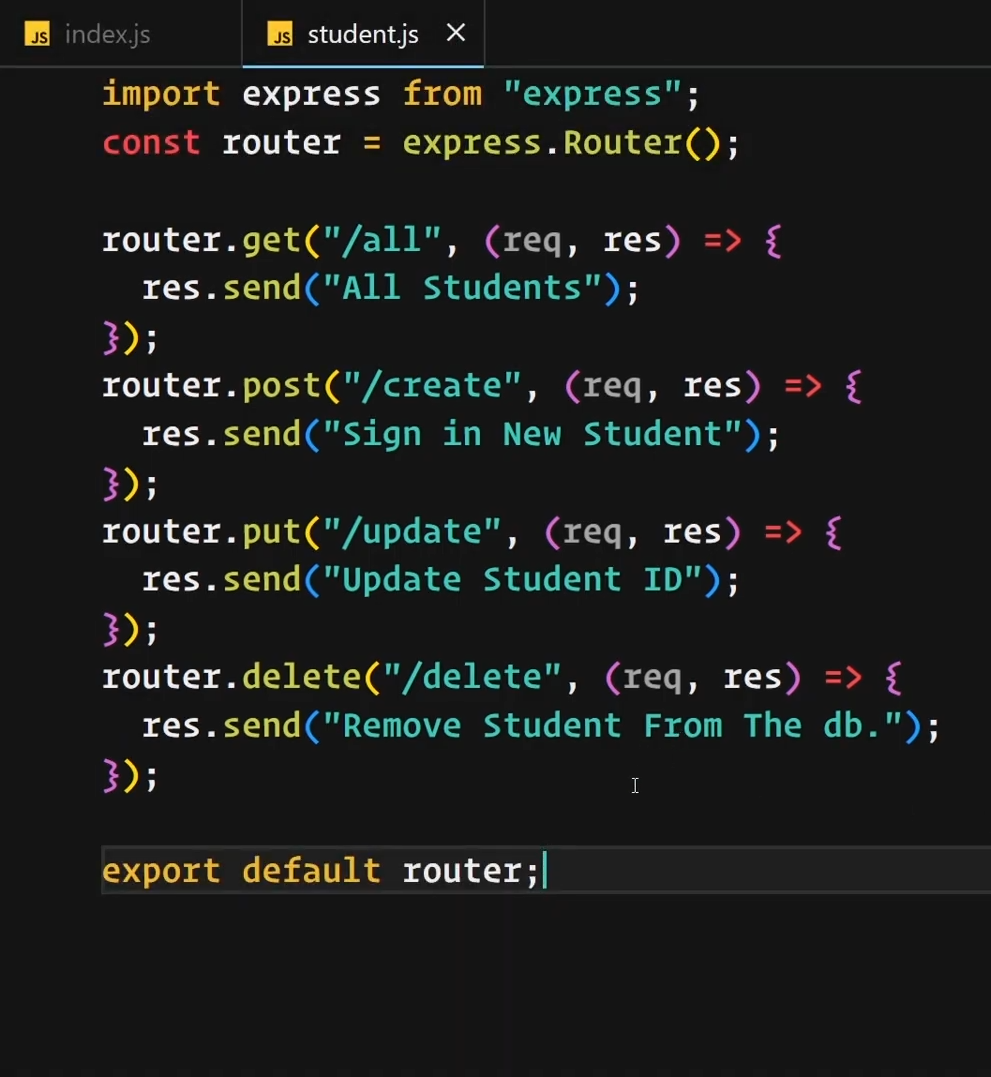 JS index.js JS student.js ×
import express from "express";
const router = express.Router();
router.get("/all", (req, res) => {
  res.send("All Students");
});
router.post("/create", (req, res) => {
  res.send("Sign in New Student");
});
router.put("/update", (req, res) => {
  res.send("Update Student ID");
});
router.delete("/delete", (req, res) => {
  res.send("Remove Student From The db.");
});
export default router;